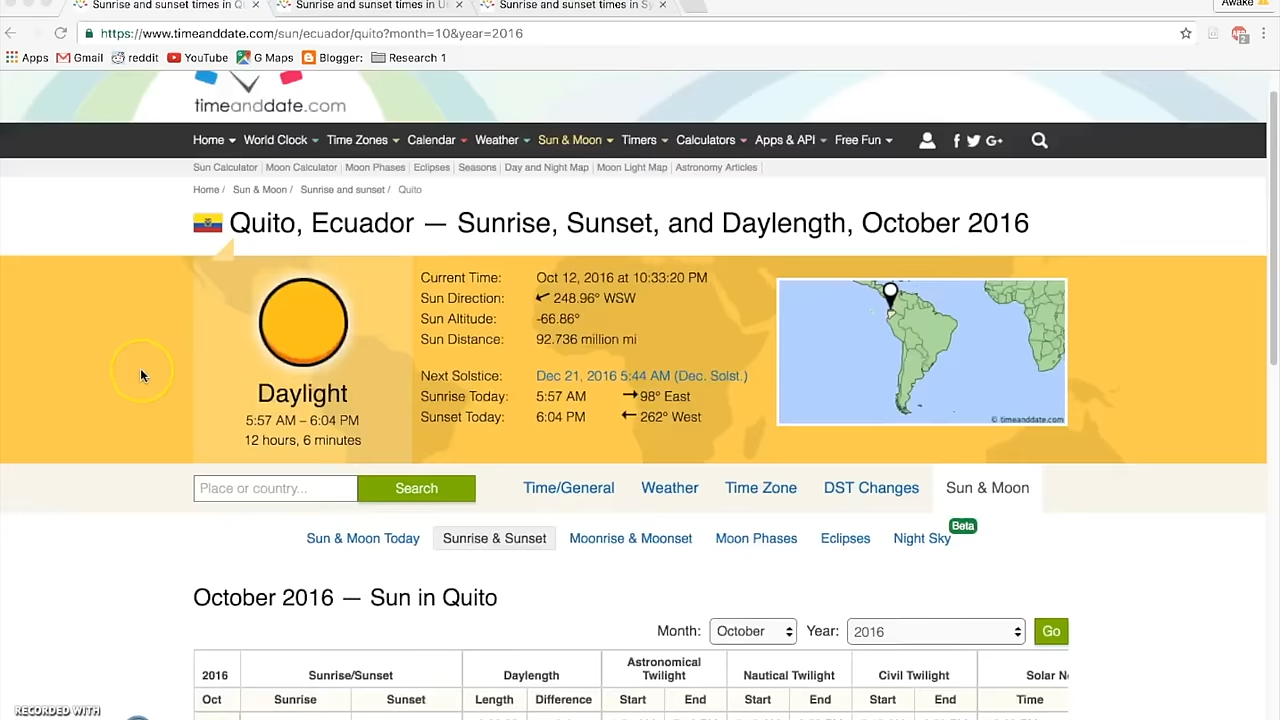 Sunrise and sunset times in Q
Sunrise and sunset times in U
Sunrise and sunset times in Sy
Awake
https://www.timeanddate.com/sun/ecuador/quito?month=10&year=2016
Apps Gmail reddit YouTube G Maps Blogger: Research 1
timeanddate.com
Home World Clock Time Zones Calendar Weather Sun & Moon Timers Calculators Apps & API Free Fun
Sun Calculator | Moon Calculator | Moon Phases | Eclipses | Seasons | Day and Night Map | Moon Light Map | Astronomy Articles |
Home / Sun & Moon / Sunrise and sunset / Quito
Quito, Ecuador — Sunrise, Sunset, and Daylength, October 2016
Daylight
5:57 AM – 6:04 PM
12 hours, 6 minutes
Current Time: Oct 12, 2016 at 10:33:20 PM
Sun Direction: 248.96° WSW
Sun Altitude: -66.86°
Sun Distance: 92.736 million mi
Next Solstice: Dec 21, 2016 5:44 AM (Dec. Solst.)
Sunrise Today: 5:57 AM 98° East
Sunset Today: 6:04 PM 262° West
© timeanddate.com
Place or country... Search
Time/General Weather Time Zone DST Changes Sun & Moon
Sun & Moon Today Sunrise & Sunset Moonrise & Moonset Moon Phases Eclipses Night Sky Beta
October 2016 — Sun in Quito
Month: October Year: 2016 Go
2016 Sunrise/Sunset Daylength Astronomical Twilight Nautical Twilight Civil Twilight Solar No
Oct Sunrise Sunset Length Difference Start End Start End Start End Time
RECORDED WITH